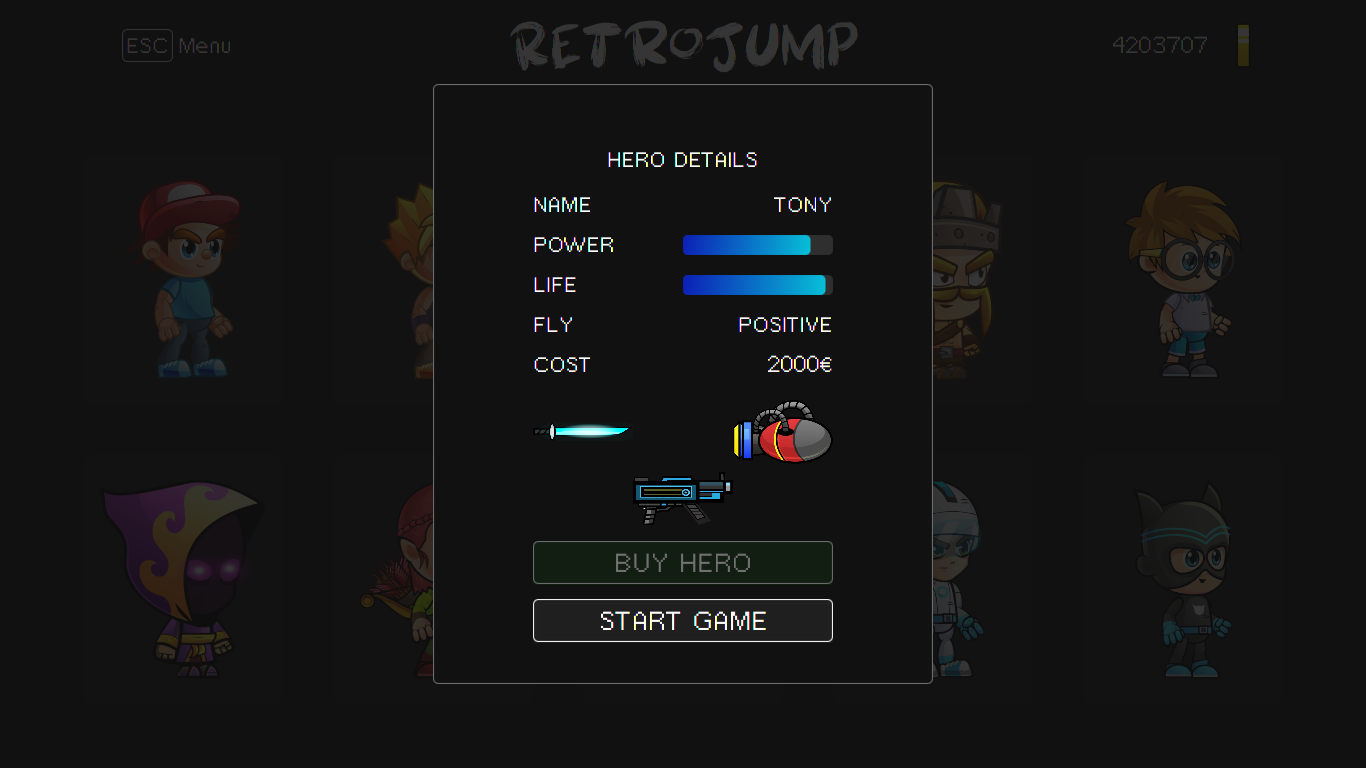 ESC Menu
RETROJUMP
4203707
HERO DETAILS
NAME TONY
POWER
LIFE
FLY POSITIVE
COST 2000€
BUY HERO
START GAME